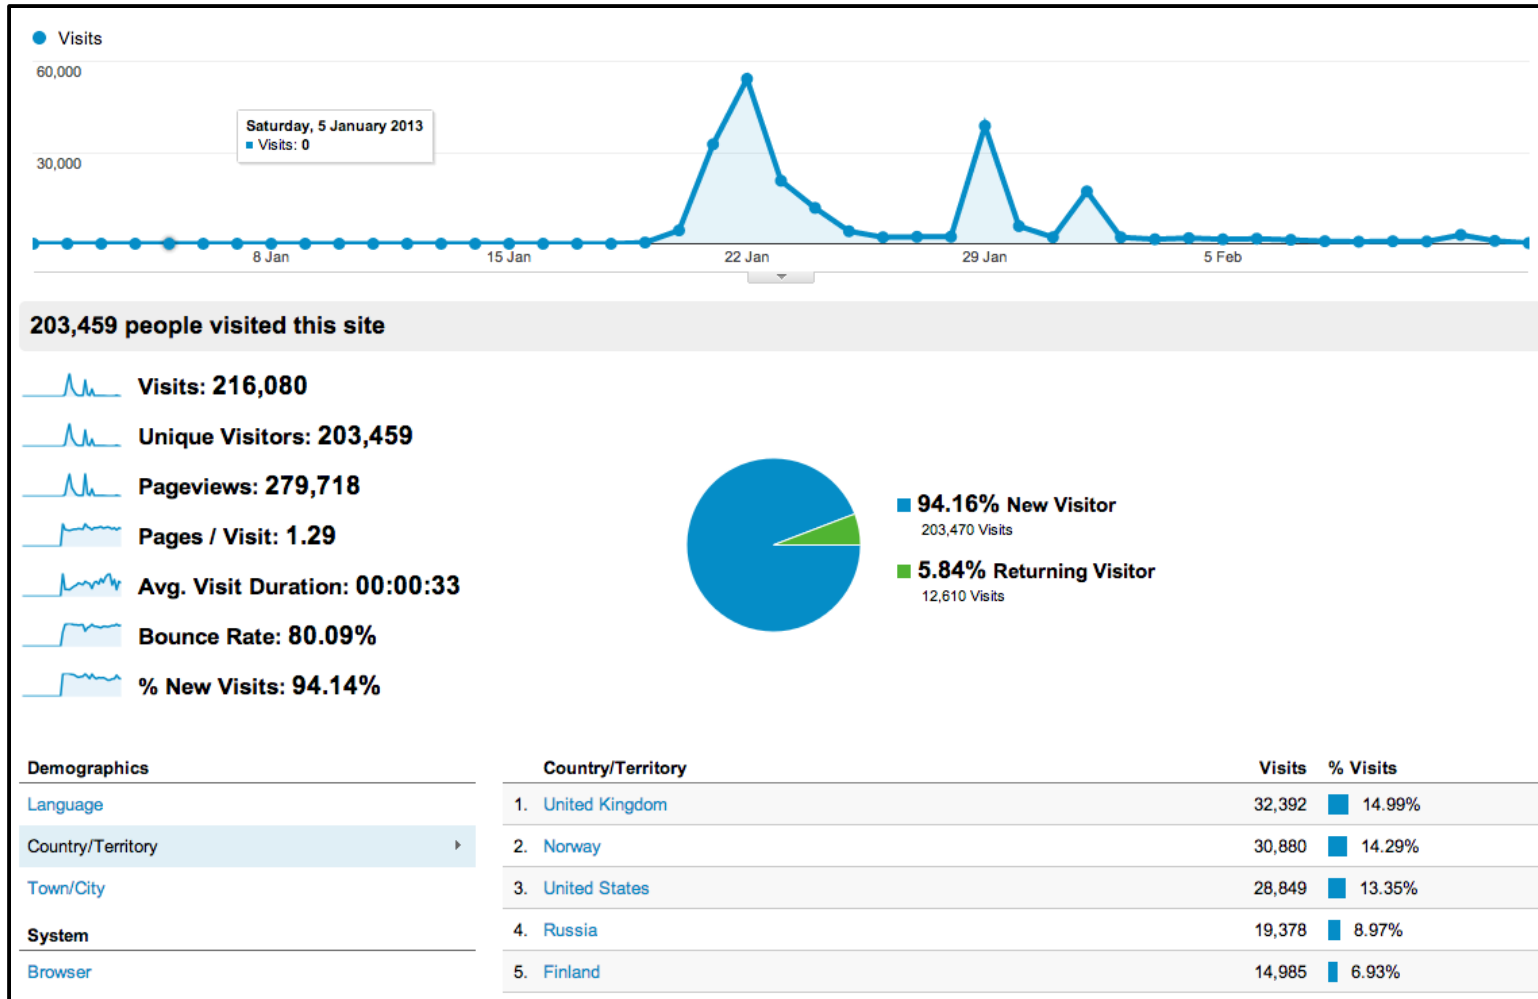 Visits
60,000
Saturday, 5 January 2013
Visits: 0
30,000
8 Jan 15 Jan 22 Jan 29 Jan 5 Feb
203,459 people visited this site
Visits: 216,080
Unique Visitors: 203,459
Pageviews: 279,718
Pages / Visit: 1.29
Avg. Visit Duration: 00:00:33
Bounce Rate: 80.09%
% New Visits: 94.14%
94.16% New Visitor
203,470 Visits
5.84% Returning Visitor
12,610 Visits
Demographics
Language
Country/Territory
Town/City
System
Browser
Country/Territory Visits % Visits
1. United Kingdom 32,392 14.99%
2. Norway 30,880 14.29%
3. United States 28,849 13.35%
4. Russia 19,378 8.97%
5. Finland 14,985 6.93%